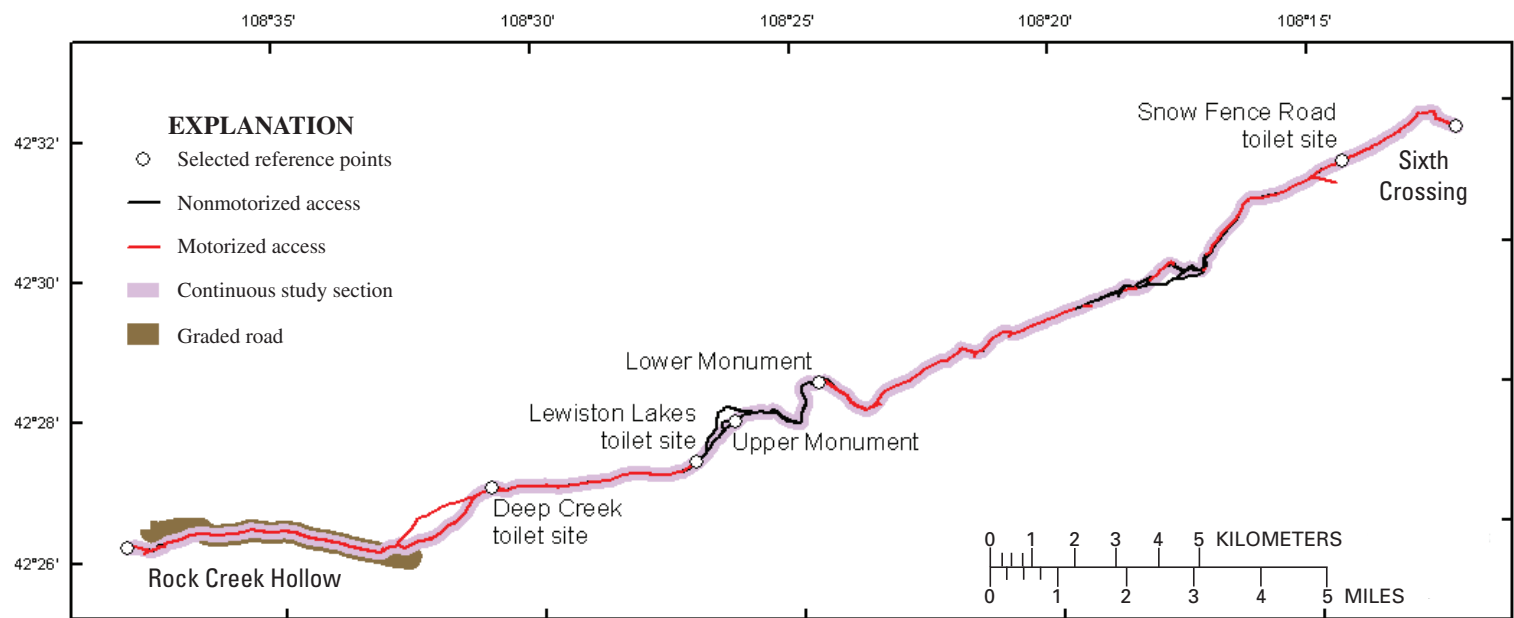 108°35' 108°30' 108°25' 108°20' 108°15'
Snow Fence Road
toilet site
EXPLANATION
42°32'
Selected reference points
Sixth
Crossing
Nonmotorized access
Motorized access
42°30'
Continuous study section
Graded road
Lower Monument
Lewiston Lakes
toilet site
42°28'
Upper Monument
Deep Creek
toilet site
0 1 2 3 4 5 KILOMETERS
42°26'
Rock Creek Hollow
0 1 2 3 4 5 MILES